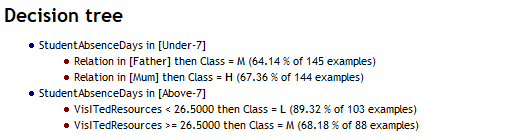 Decision tree
StudentAbsenceDays in [Under-7]
Relation in [Father] then Class = M (64.14 % of 145 examples)
Relation in [Mum] then Class = H (67.36 % of 144 examples)
StudentAbsenceDays in [Above-7]
VisITedResources < 26.5000 then Class = L (89.32 % of 103 examples)
VisITedResources >= 26.5000 then Class = M (68.18 % of 88 examples)